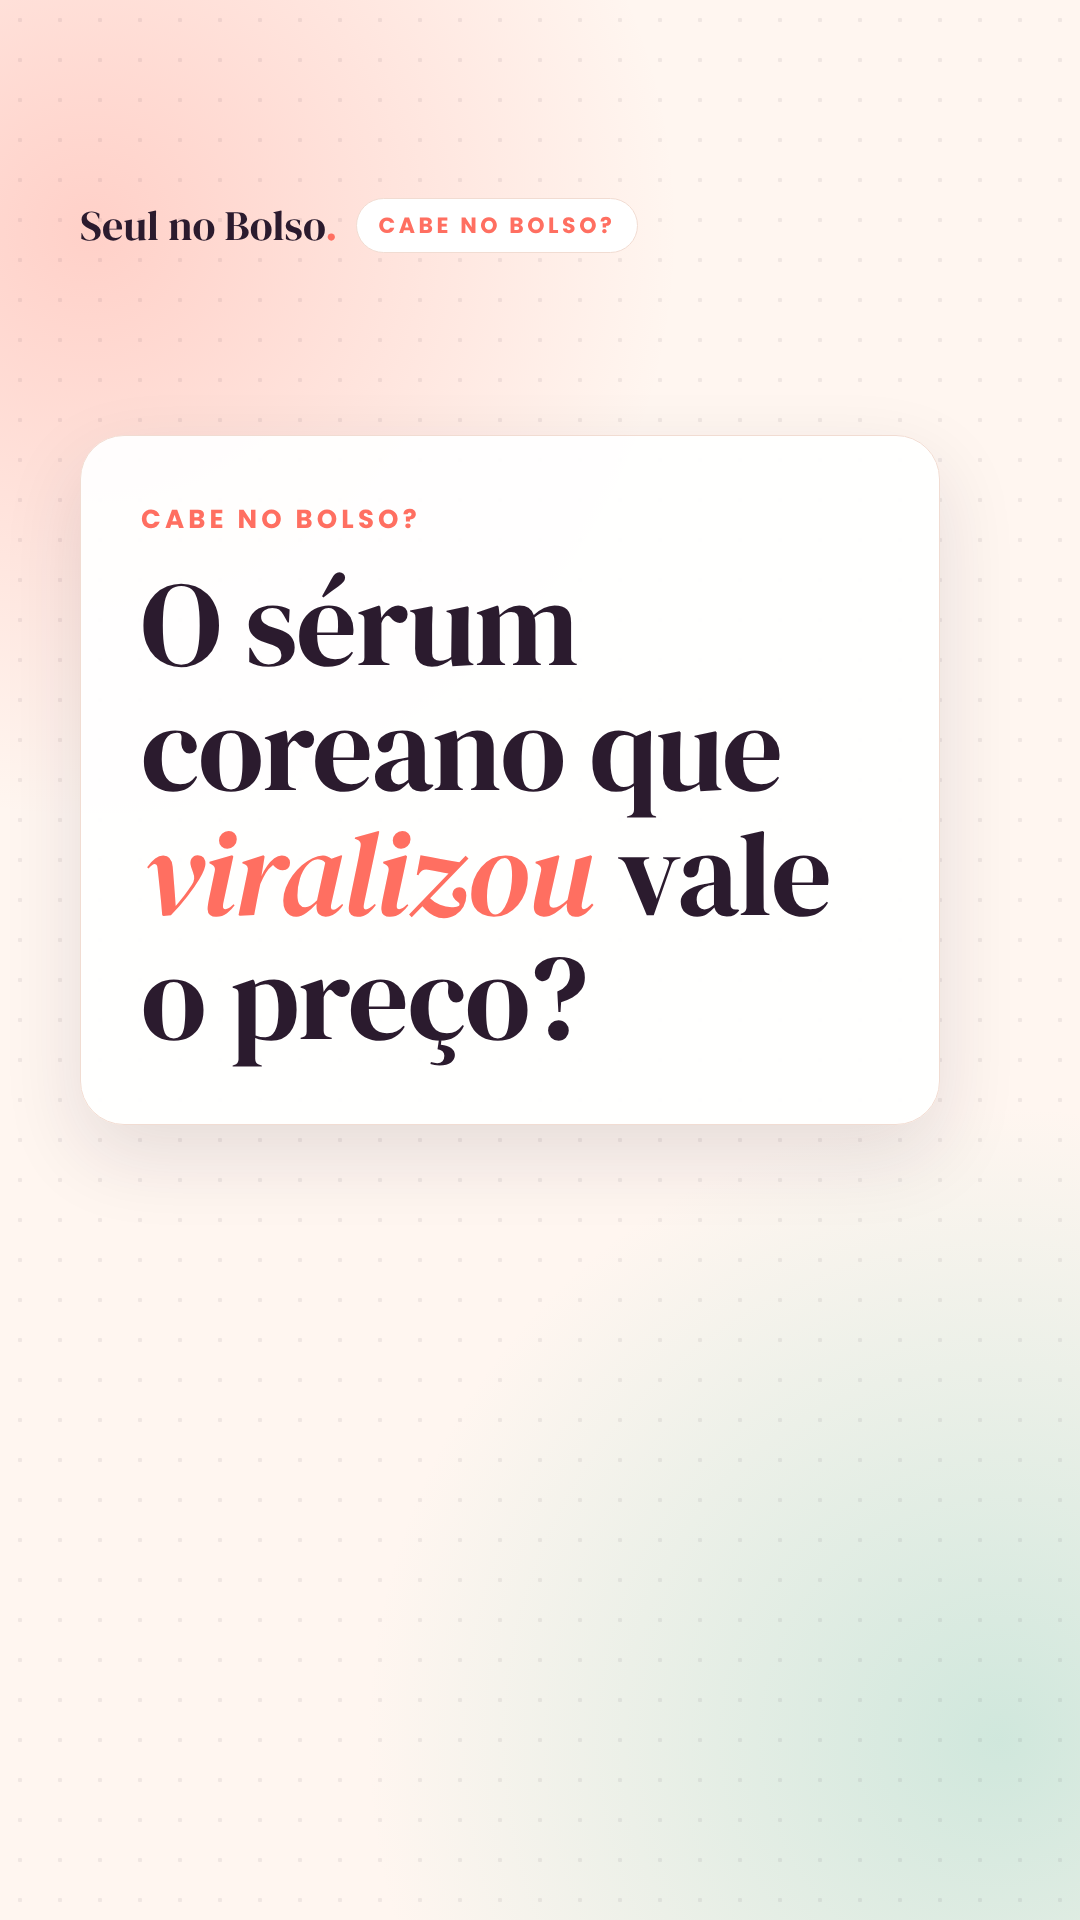 Seul no Bolso.
CABE NO BOLSO?
CABE NO BOLSO?
O sérum
coreano que
viralizou vale
o preço?